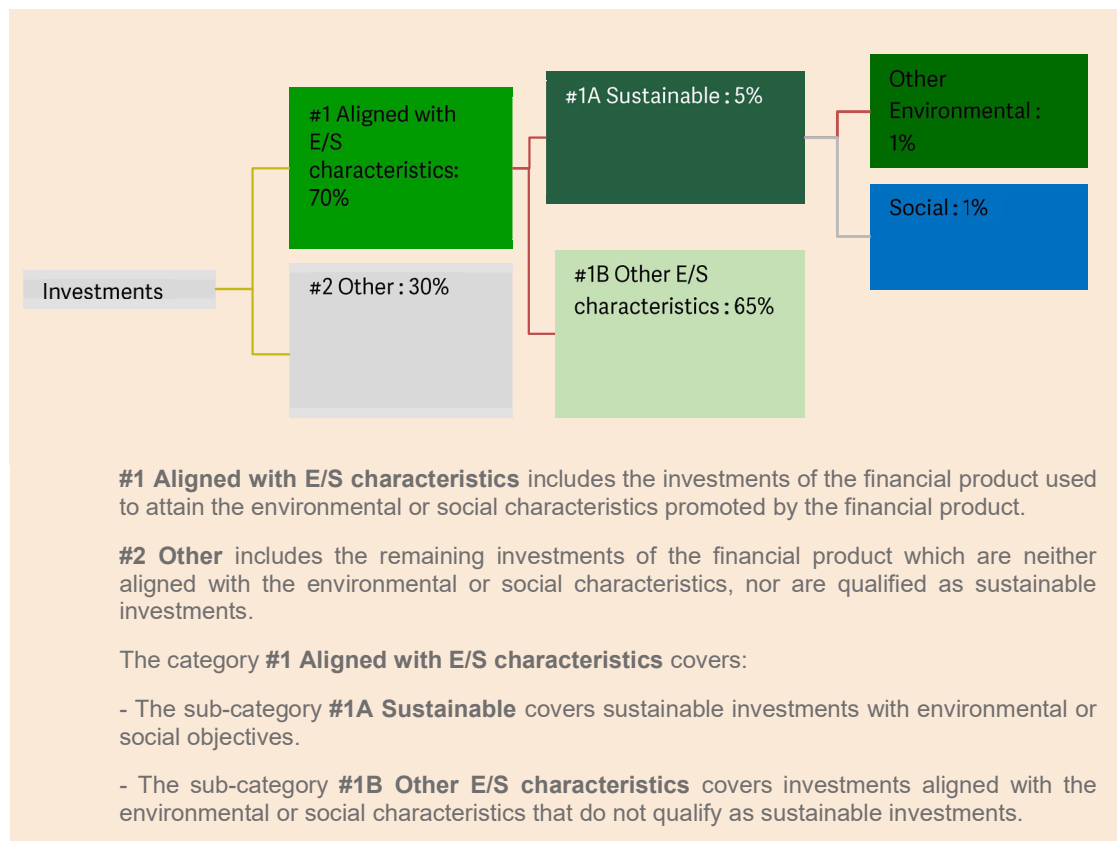 Investments
#1 Aligned with
E/S
characteristics:
70%
#2 Other : 30%
#1A Sustainable : 5%
#1B Other E/S
characteristics : 65%
Other
Environmental :
1%
Social : 1%
#1 Aligned with E/S characteristics includes the investments of the financial product used
to attain the environmental or social characteristics promoted by the financial product.
#2 Other includes the remaining investments of the financial product which are neither
aligned with the environmental or social characteristics, nor are qualified as sustainable
investments.
The category #1 Aligned with E/S characteristics covers:
- The sub-category #1A Sustainable covers sustainable investments with environmental or
social objectives.
- The sub-category #1B Other E/S characteristics covers investments aligned with the
environmental or social characteristics that do not qualify as sustainable investments.